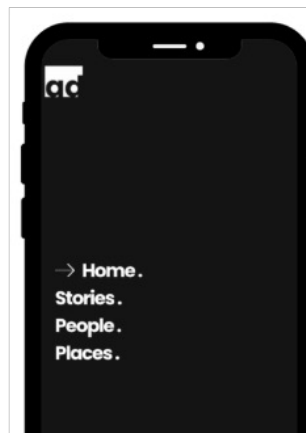 ad
→ Home.
Stories.
People.
Places.